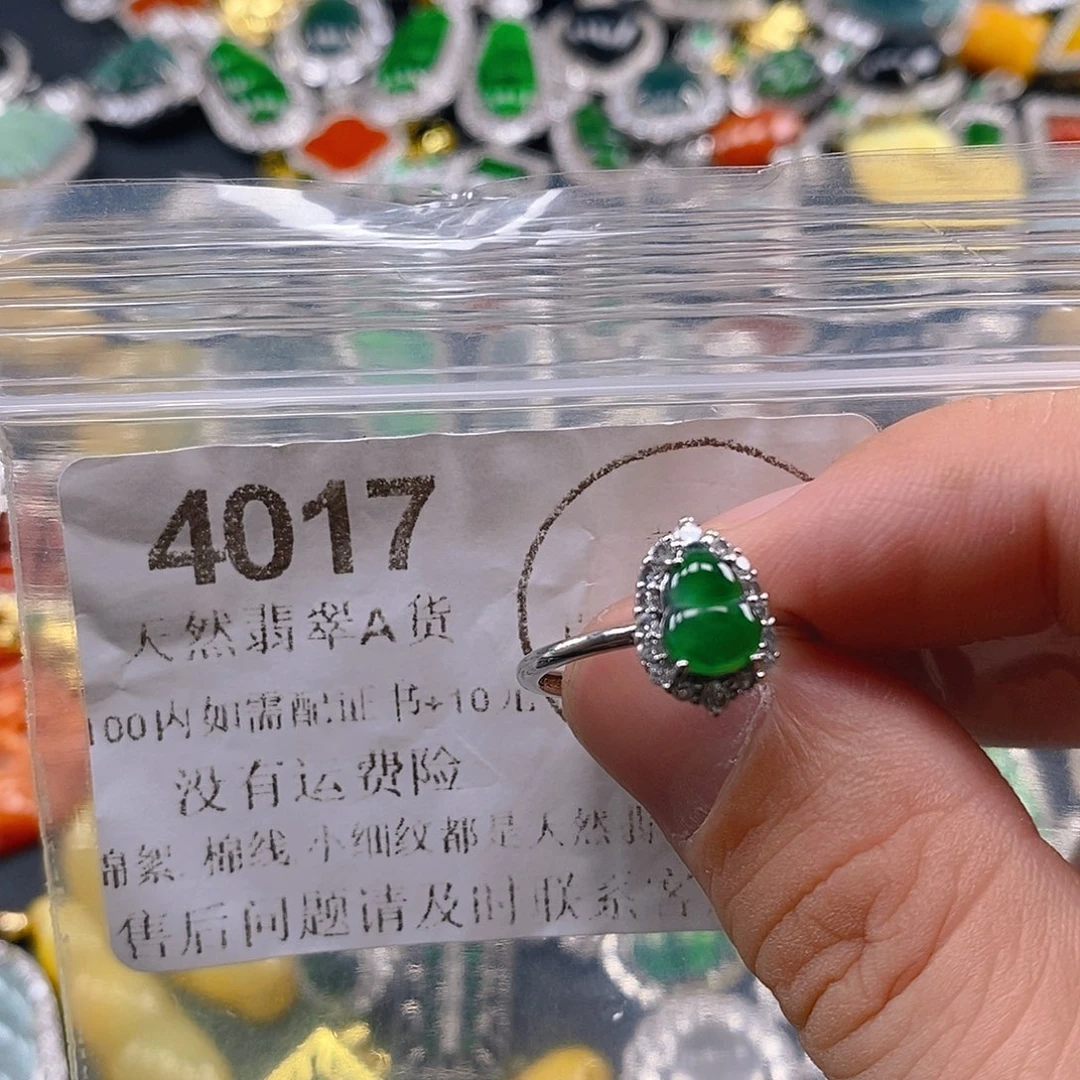 4017
天然翡翠A货
100内如需配证书+10元
没有运费险
棉絮 棉线 小细纹都是天然
售后问题请及时联系客